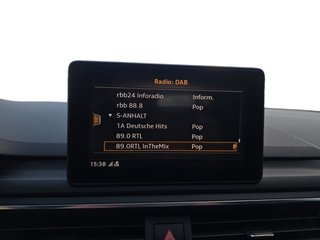 Radio: DAB
rbb24 Inforadio Inform.
rbb 88.8 Pop
S-ANHALT
1A Deutsche Hits Pop
89.0 RTL Pop
89.0RTL InTheMix Pop
15:38